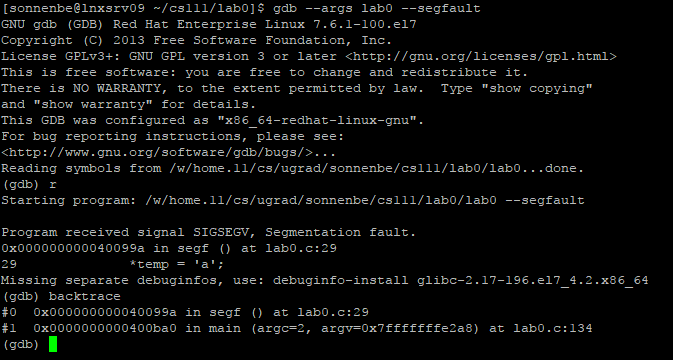 [sonnenbe@lnxsrv09 ~/cs111/lab0]$ gdb --args lab0 --segfault
GNU gdb (GDB) Red Hat Enterprise Linux 7.6.1-100.el7
Copyright (C) 2013 Free Software Foundation, Inc.
License GPLv3+: GNU GPL version 3 or later <http://gnu.org/licenses/gpl.html>
This is free software: you are free to change and redistribute it.
There is NO WARRANTY, to the extent permitted by law.  Type "show copying"
and "show warranty" for details.
This GDB was configured as "x86_64-redhat-linux-gnu".
For bug reporting instructions, please see:
<http://www.gnu.org/software/gdb/bugs/>...
Reading symbols from /w/home.11/cs/ugrad/sonnenbe/cs111/lab0/lab0...done.
(gdb) r
Starting program: /w/home.11/cs/ugrad/sonnenbe/cs111/lab0/lab0 --segfault
Program received signal SIGSEGV, Segmentation fault.
0x000000000040099a in segf () at lab0.c:29
29              *temp = 'a';
Missing separate debuginfos, use: debuginfo-install glibc-2.17-196.el7_4.2.x86_64
(gdb) backtrace
#0  0x000000000040099a in segf () at lab0.c:29
#1  0x0000000000400ba0 in main (argc=2, argv=0x7fffffffe2a8) at lab0.c:134
(gdb)